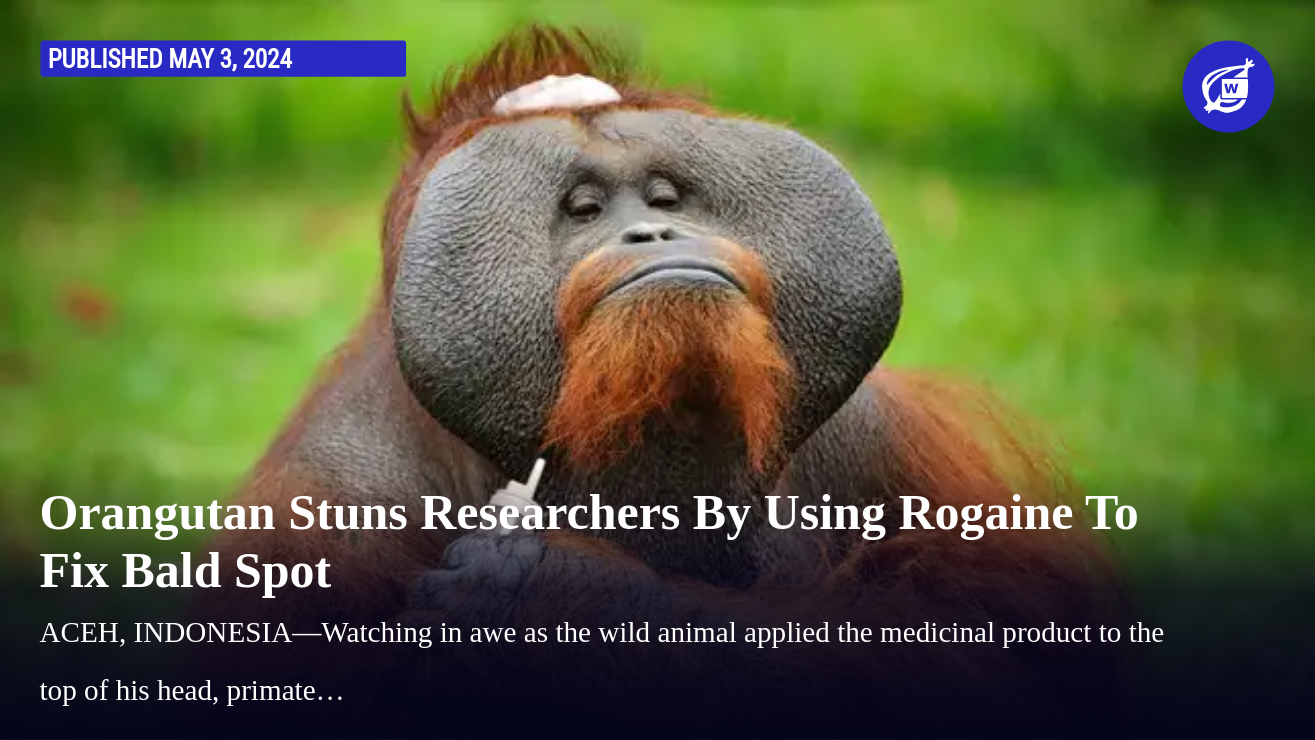 PUBLISHED MAY 3, 2024
W
Orangutan Stuns Researchers By Using Rogaine To
Fix Bald Spot
ACEH, INDONESIA—Watching in awe as the wild animal applied the medicinal product to the
top of his head, primate…